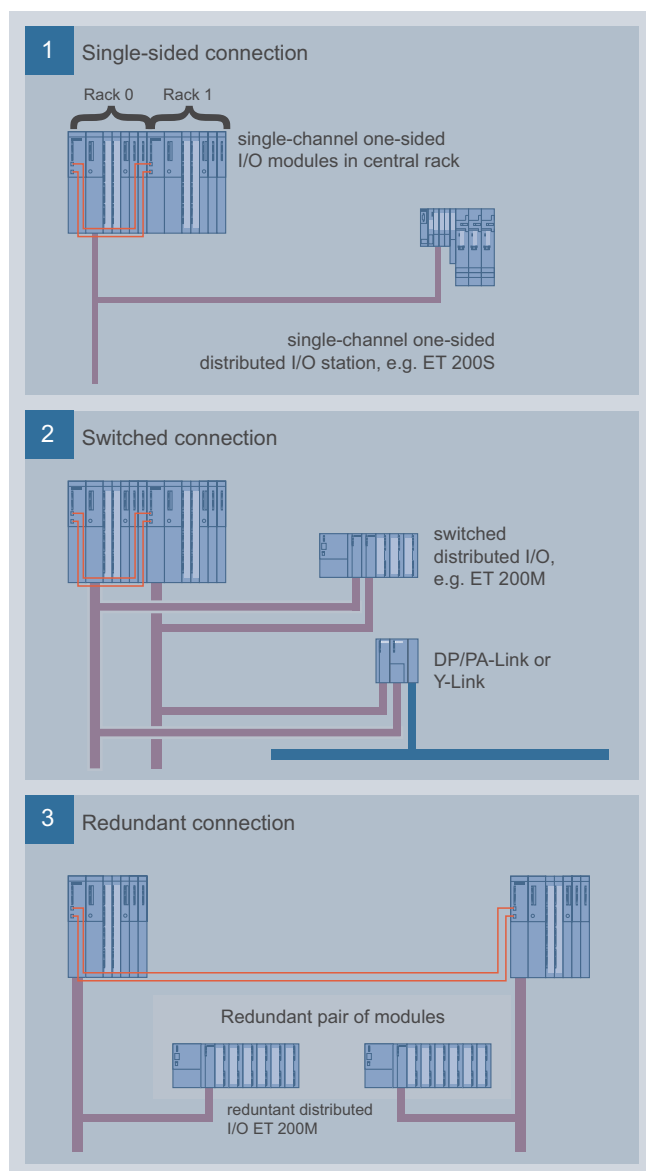 1
Single-sided connection
Rack 0 Rack 1
single-channel one-sided
I/O modules in central rack
single-channel one-sided
distributed I/O station, e.g. ET 200S
2
Switched connection
switched
distributed I/O,
e.g. ET 200M
DP/PA-Link or
Y-Link
3
Redundant connection
Redundant pair of modules
reduntant distributed
I/O ET 200M